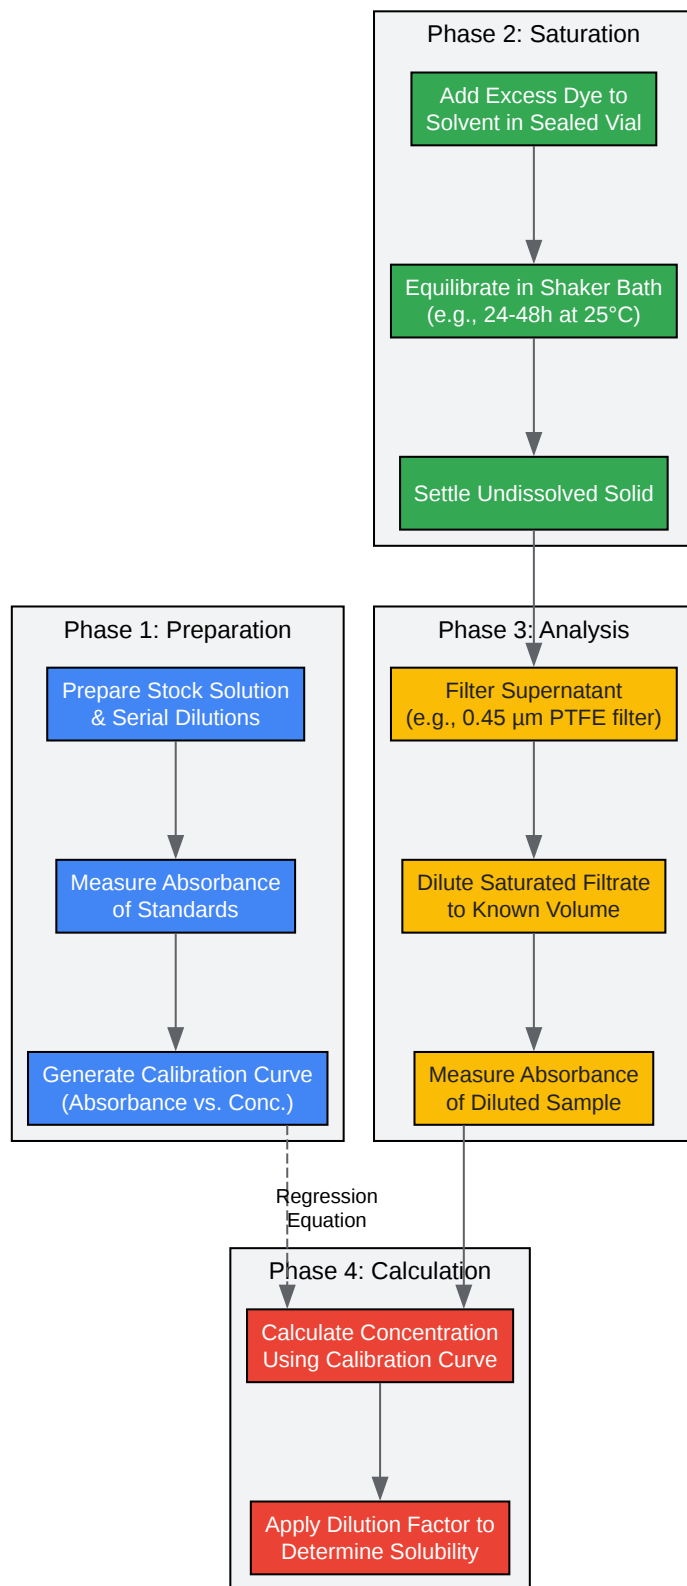 Phase 2: Saturation
Add Excess Dye to
Solvent in Sealed Vial
Equilibrate in Shaker Bath
(e.g., 24-48h at 25°C)
Settle Undissolved Solid
Phase 1: Preparation
Prepare Stock Solution
& Serial Dilutions
Measure Absorbance
of Standards
Generate Calibration Curve
(Absorbance vs. Conc.)
Phase 3: Analysis
Filter Supernatant
(e.g., 0.45 µm PTFE filter)
Dilute Saturated Filtrate
to Known Volume
Measure Absorbance
of Diluted Sample
Regression
Equation
Phase 4: Calculation
Calculate Concentration
Using Calibration Curve
Apply Dilution Factor to
Determine Solubility